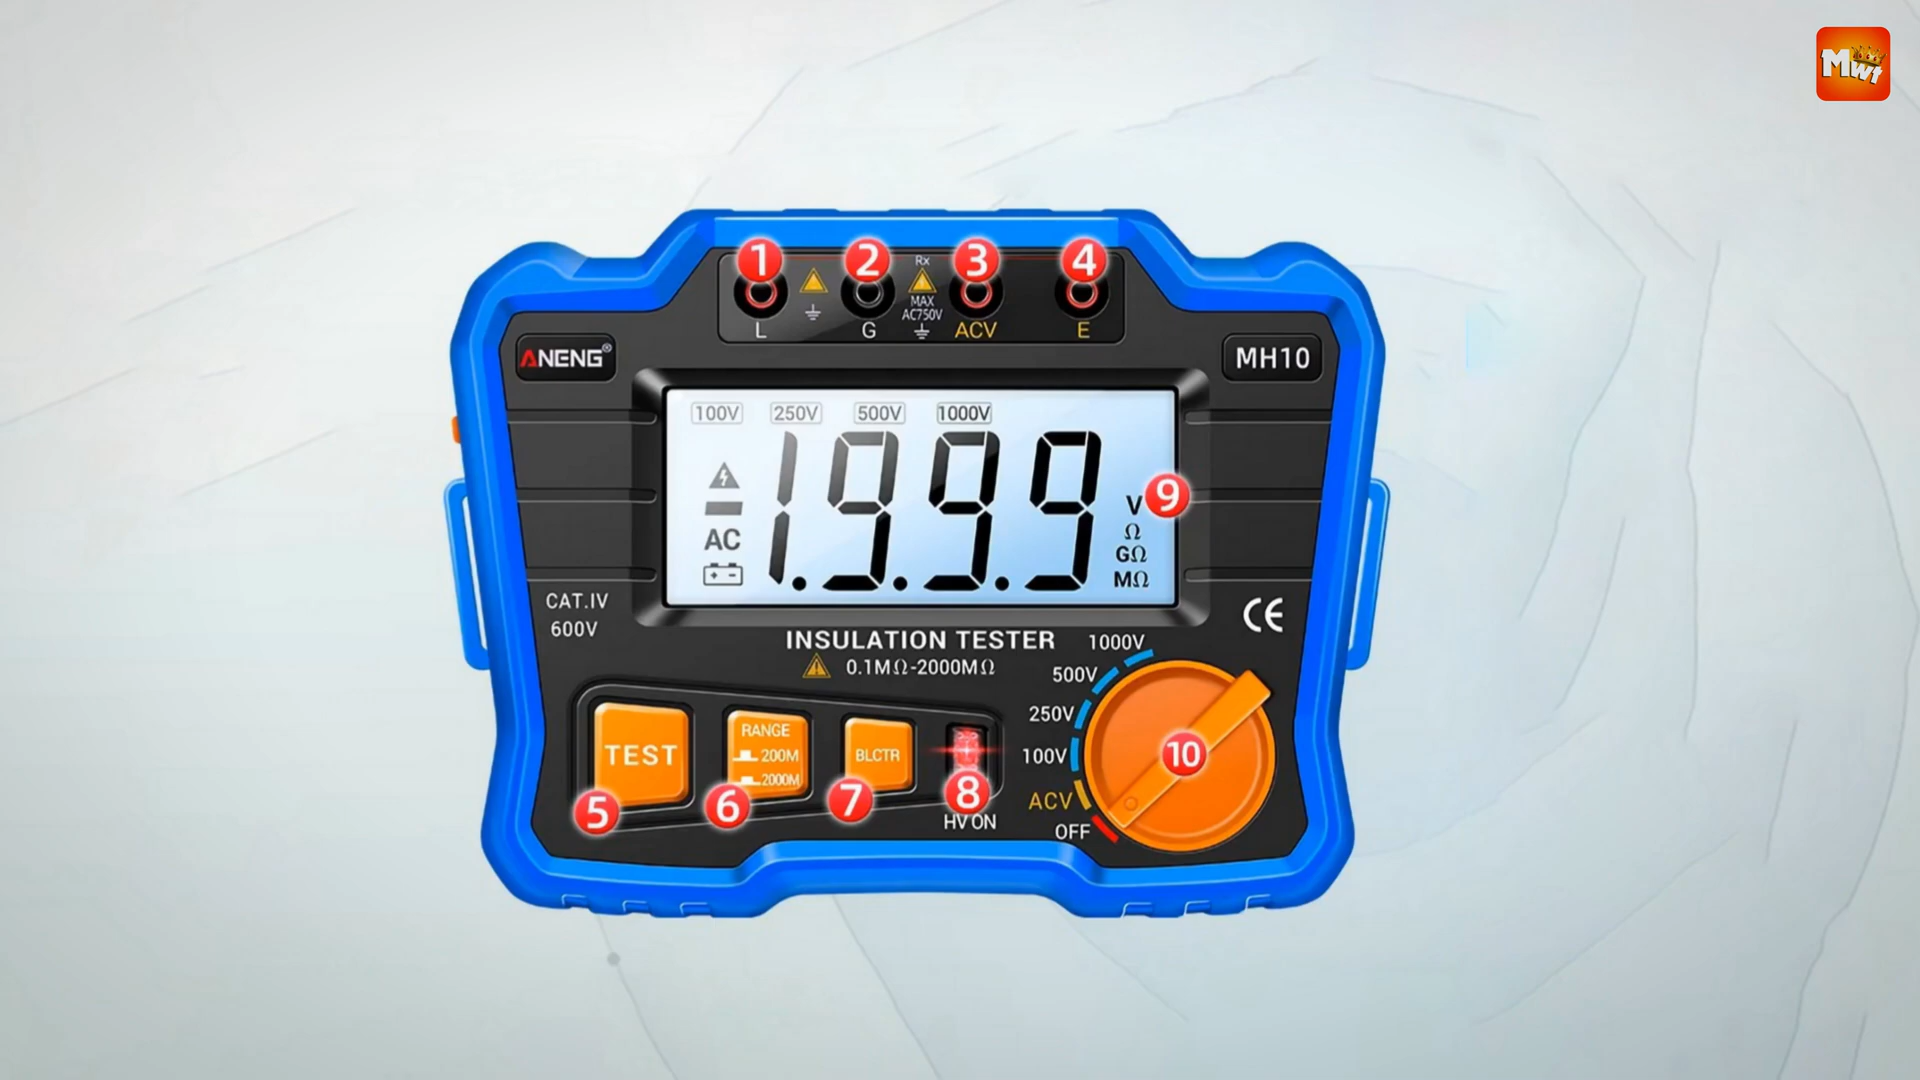 Mwt
1 2 3 4
Rx
MAX
AC750V
L G ACV E
ANENG®
MH10
100V 250V 500V 1000V
1.9.9.9
V
9
Ω
AC
GΩ
MΩ
CAT.IV
600V
CE
INSULATION TESTER
0.1MΩ-2000MΩ
1000V
500V
250V
100V
ACV
OFF
10
TEST
RANGE
200M
2000M
BLCTR
5 6 7 8
HV ON